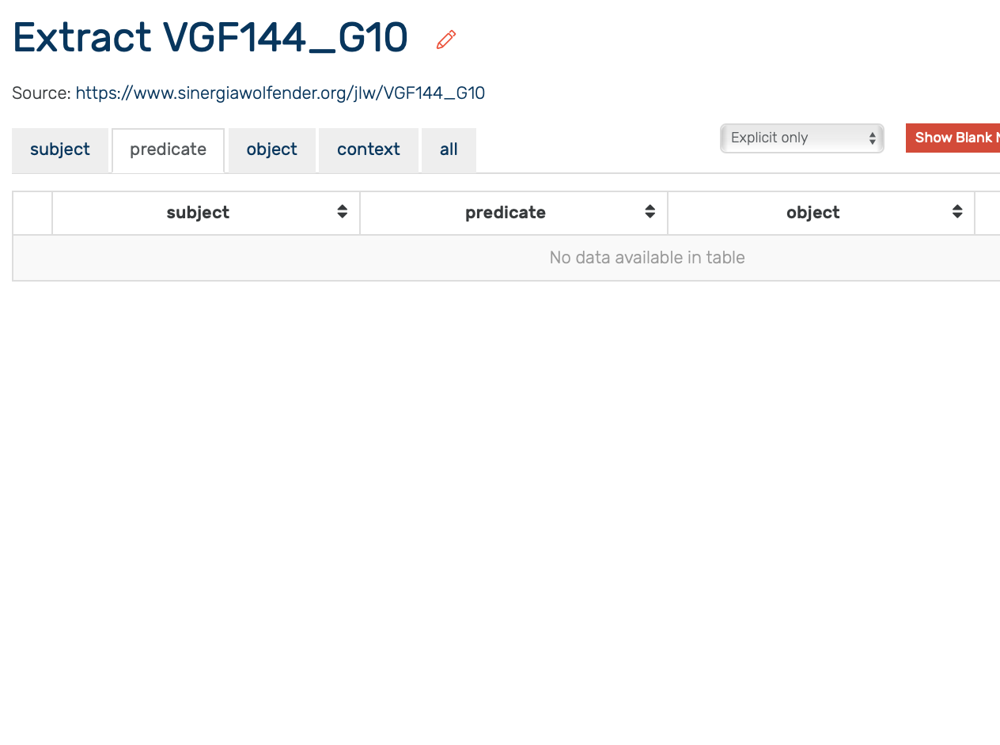 Extract VGF144_G10
Source: https://www.sinergiawolfender.org/jlw/VGF144_G10
subject predicate object context all Explicit only Show Blank
subject predicate object
No data available in table